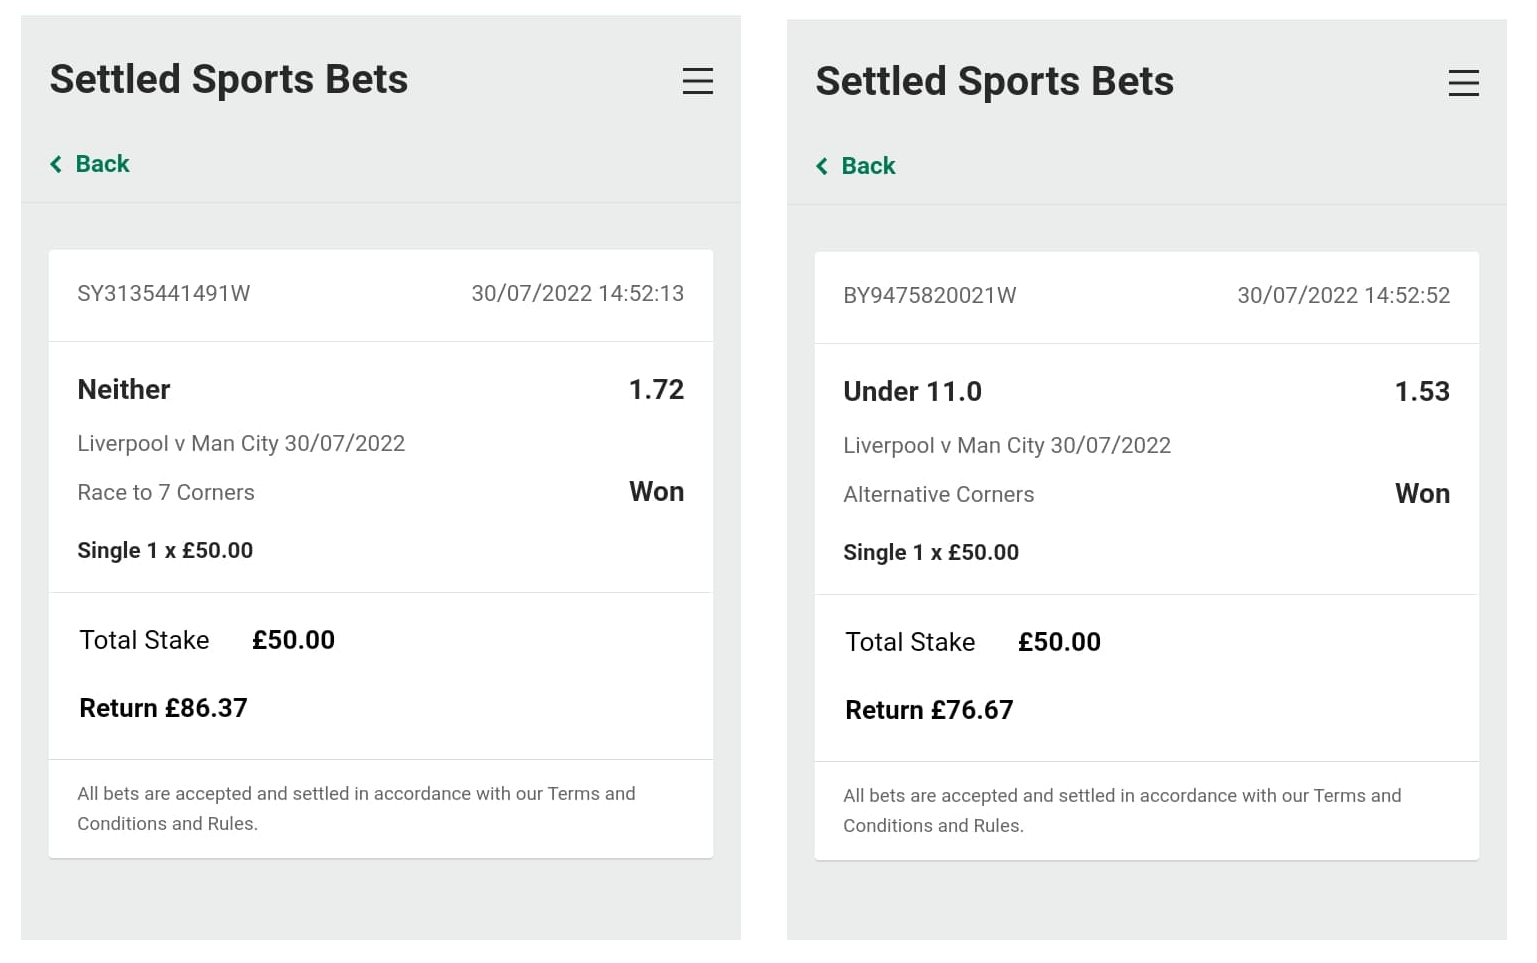 Settled Sports Bets
Back
SY3135441491W 30/07/2022 14:52:13
Neither 1.72
Liverpool v Man City 30/07/2022
Race to 7 Corners Won
Single 1 x £50.00
Total Stake £50.00
Return £86.37
All bets are accepted and settled in accordance with our Terms and
Conditions and Rules.
Settled Sports Bets
Back
BY9475820021W 30/07/2022 14:52:52
Under 11.0 1.53
Liverpool v Man City 30/07/2022
Alternative Corners Won
Single 1 x £50.00
Total Stake £50.00
Return £76.67
All bets are accepted and settled in accordance with our Terms and
Conditions and Rules.